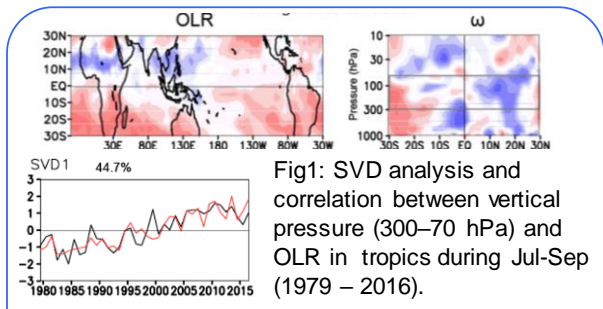 OLR
ω
30N
20N
10N
EQ
10S
20S
30S
30E
80E
130E
180
130W
80W
30W
Pressure (hPa)
10
30
100
300
1000
30S
20S
10S
EQ
10N
20N
30N
SVD1 44.7%
3
2
1
0
-1
-2
-3
1980
1985
1990
1995
2000
2005
2010
2015
Fig1: SVD analysis and
correlation between vertical
pressure (300–70 hPa) and
OLR in tropics during Jul-Sep
(1979 – 2016).